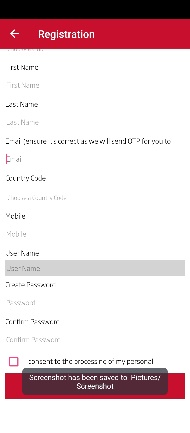 Registration
First Name
First Name
Last Name
Last Name
Email (ensure it's correct as we will send OTP for you to
Email
Country Code
Mobile
Mobile
User Name
User Name
Create Password
Password
Confirm Password
Confirm Password
I consent to the processing of my personal
Screenshot has been saved to Pictures/
Screenshot